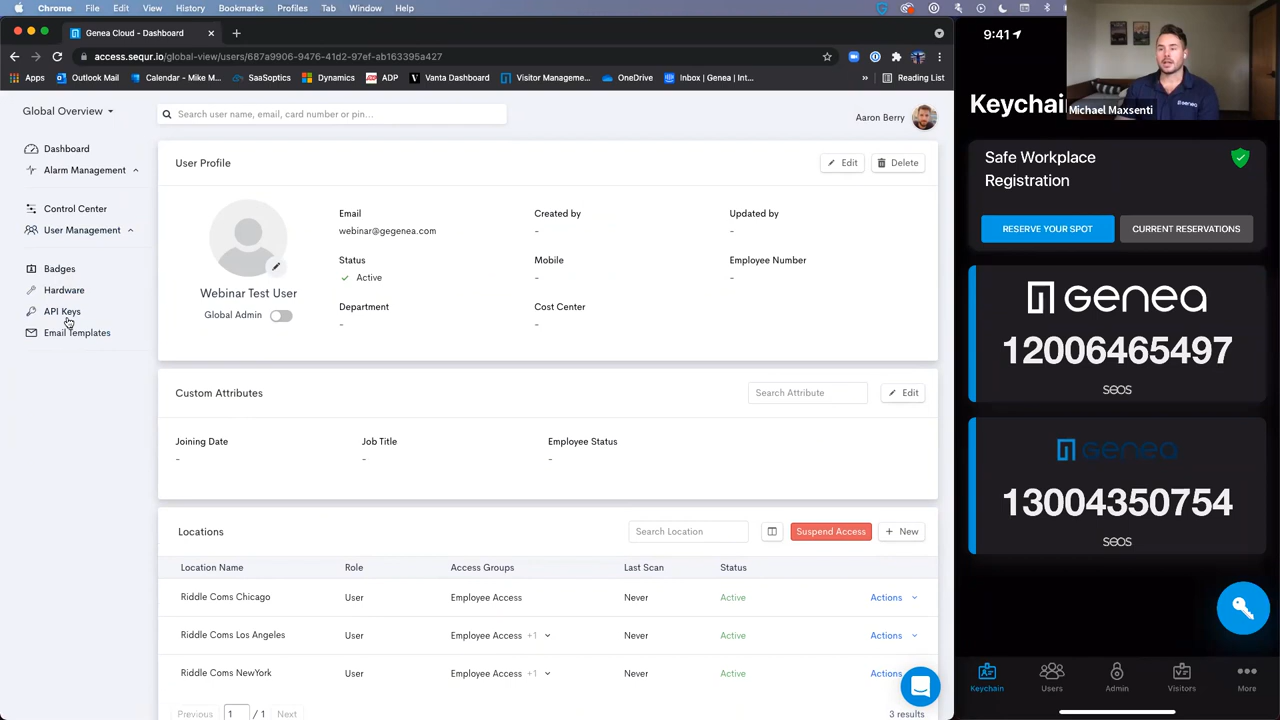 Chrome File Edit View History Bookmarks Profiles Tab Window Help
Genea Cloud - Dashboard
access.sequr.io/global-view/users/687a9906-9476-41d2-97ef-ab163395a427
Apps Outlook Mail Calendar - Mike M... SaaSoptics Dynamics ADP Vanta Dashboard Visitor Manageme... OneDrive Inbox | Genea | Int... » Reading List
Global Overview
Search user name, email, card number or pin...
Aaron Berry
Dashboard
Alarm Management
Control Center
User Management
Badges
Hardware
API Keys
Email Templates
User Profile
Edit Delete
Email Created by Updated by
webinar@gegenea.com - -
Status Mobile Employee Number
Active - -
Department Cost Center
- -
Webinar Test User
Global Admin
Custom Attributes
Search Attribute Edit
Joining Date Job Title Employee Status
- - -
Locations
Search Location Suspend Access + New
Location Name Role Access Groups Last Scan Status
Riddle Coms Chicago User Employee Access Never Active Actions
Riddle Coms Los Angeles User Employee Access +1 Never Active Actions
Riddle Coms NewYork User Employee Access +1 Never Active Actions
Previous 1 / 1 Next 3 results
9:41
Keychai
Michael Maxsenti
genea
Safe Workplace
Registration
RESERVE YOUR SPOT CURRENT RESERVATIONS
genea
12006465497
seos
genea
13004350754
seos
Keychain Users Admin Visitors More